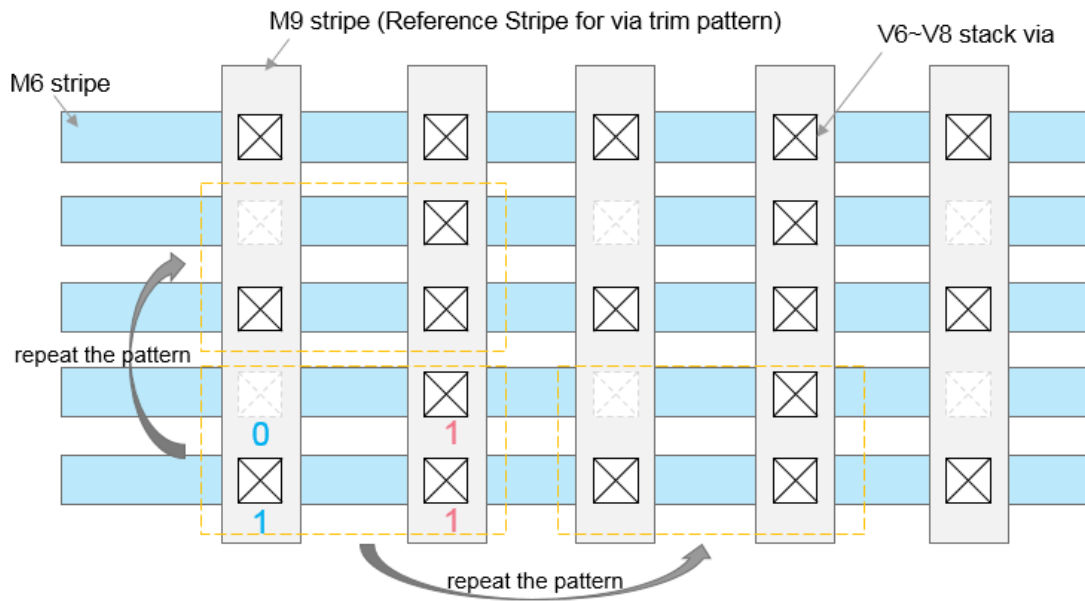 M9 stripe (Reference Stripe for via trim pattern)
V6~V8 stack via
M6 stripe
repeat the pattern
0 1
1 1
repeat the pattern